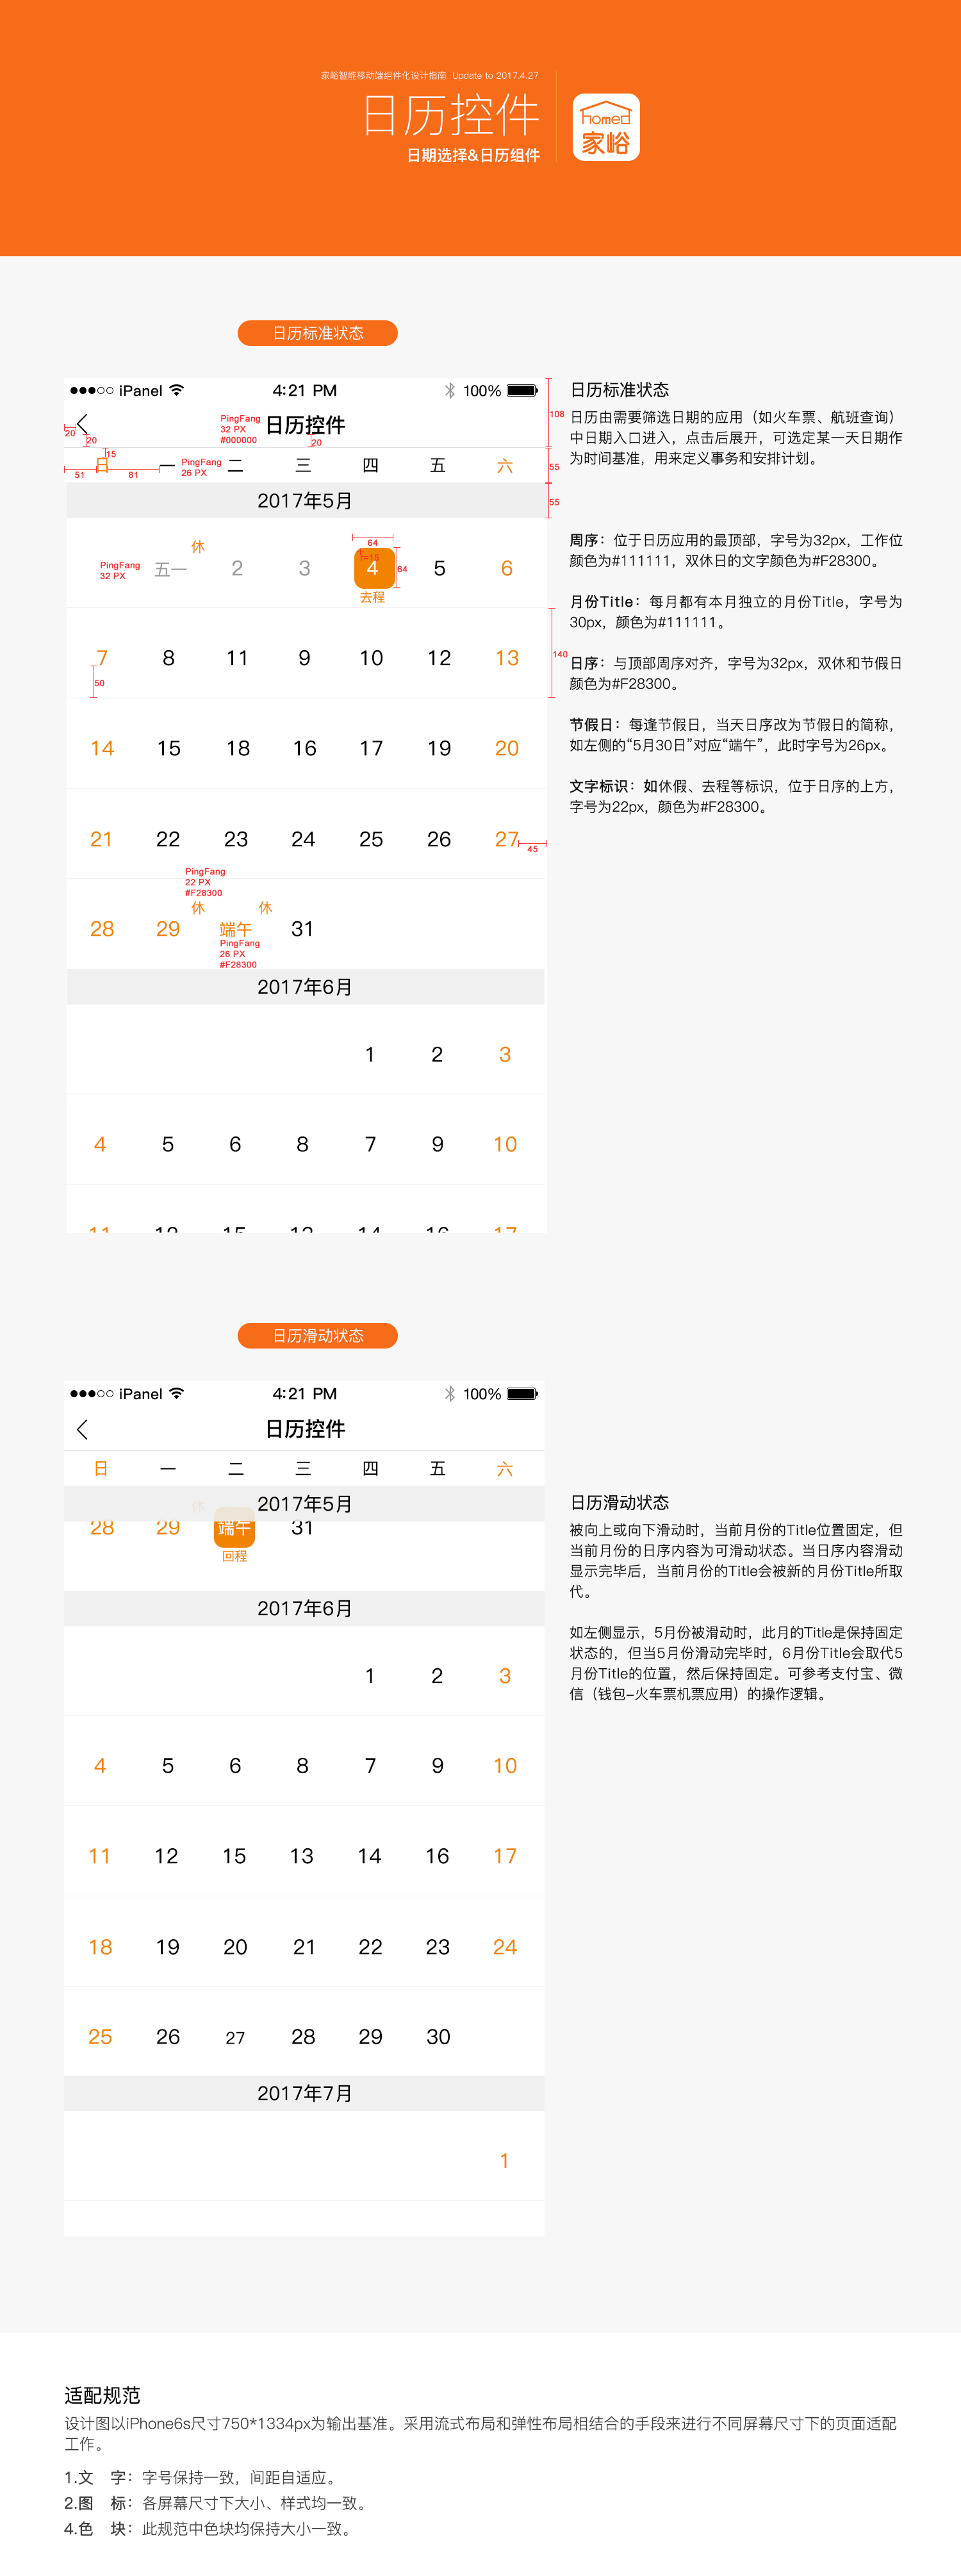 家峪智能移动端组件化设计指南 Update to 2017.4.27
日历控件
日期选择&日历组件
homed
家峪
日历标准状态
iPanel 4:21 PM 100%
日历控件
PingFang
32 PX
#000000
20
20
20
108
日 一 二 三 四 五 六
15
51
81
PingFang
26 PX
55
2017年5月
55
休
64
PingFang
32 PX
五一 2 3 4 5 6
r=15
64
去程
7 8 11 9 10 12 13
50
140
14 15 18 16 17 19 20
21 22 23 24 25 26 27
45
PingFang
22 PX
#F28300
休 休
28 29 端午 31
PingFang
26 PX
#F28300
2017年6月
1 2 3
4 5 6 8 7 9 10
11 12 15 13 14 16 17
日历标准状态
日历由需要筛选日期的应用（如火车票、航班查询）
中日期入口进入，点击后展开，可选定某一天日期作
为时间基准，用来定义事务和安排计划。
周序：位于日历应用的最顶部，字号为32px，工作位
颜色为#111111，双休日的文字颜色为#F28300。
月份Title：每月都有本月独立的月份Title，字号为
30px，颜色为#111111。
日序：与顶部周序对齐，字号为32px，双休和节假日
颜色为#F28300。
节假日：每逢节假日，当天日序改为节假日的简称，
如左侧的“5月30日”对应“端午”，此时字号为26px。
文字标识：如休假、去程等标识，位于日序的上方，
字号为22px，颜色为#F28300。
日历滑动状态
iPanel 4:21 PM 100%
日历控件
日 一 二 三 四 五 六
休
2017年5月
28 29 端午 31
回程
2017年6月
1 2 3
4 5 6 8 7 9 10
11 12 15 13 14 16 17
18 19 20 21 22 23 24
25 26 27 28 29 30
2017年7月
1
日历滑动状态
被向上或向下滑动时，当前月份的Title位置固定，但
当前月份的日序内容为可滑动状态。当日序内容滑动
显示完毕后，当前月份的Title会被新的月份Title所取
代。
如左侧显示，5月份被滑动时，此月的Title是保持固定
状态的，但当5月份滑动完毕时，6月份Title会取代5
月份Title的位置，然后保持固定。可参考支付宝、微
信（钱包-火车票机票应用）的操作逻辑。
适配规范
设计图以iPhone6s尺寸750*1334px为输出基准。采用流式布局和弹性布局相结合的手段来进行不同屏幕尺寸下的页面适配
工作。
1.文 字：字号保持一致，间距自适应。
2.图 标：各屏幕尺寸下大小、样式均一致。
4.色 块：此规范中色块均保持大小一致。